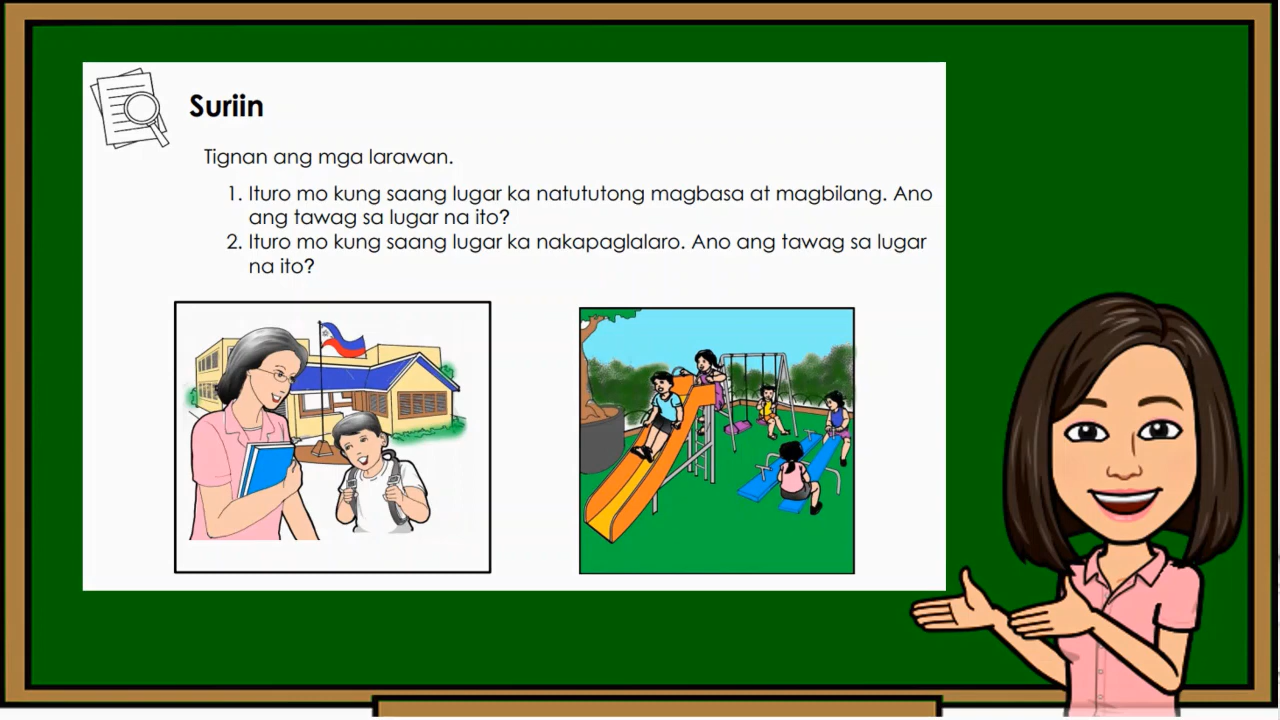 Suriin
Tignan ang mga larawan.
1. Ituro mo kung saang lugar ka natututong magbasa at magbilang. Ano
ang tawag sa lugar na ito?
2. Ituro mo kung saang lugar ka nakapaglalaro. Ano ang tawag sa lugar
na ito?